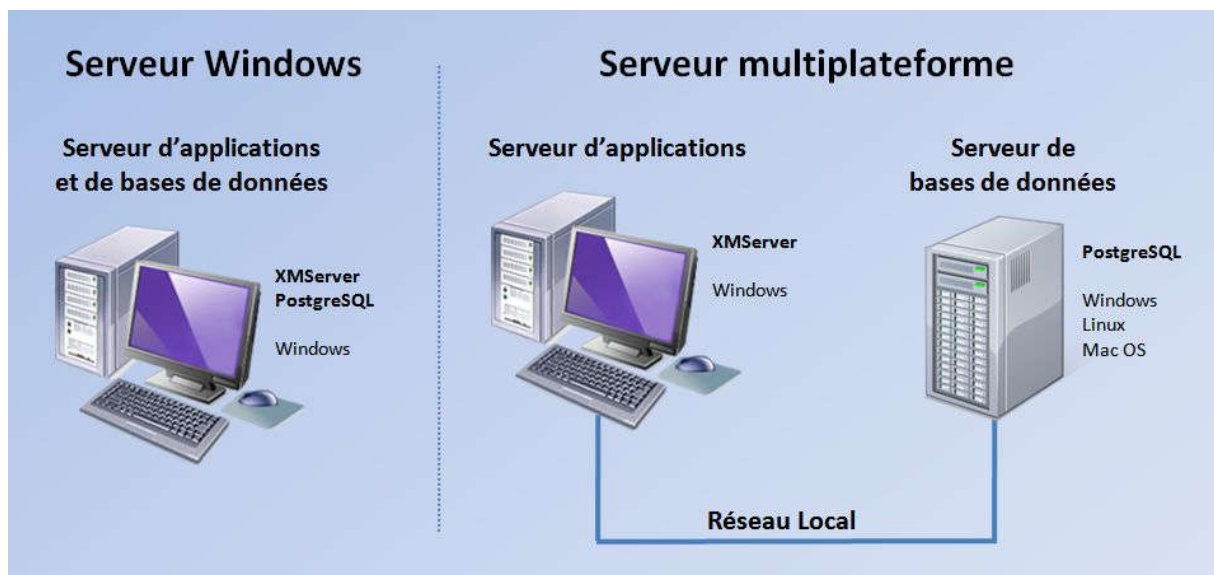 Serveur Windows
Serveur d’applications
et de bases de données
XMServer
PostgreSQL
Windows
Serveur multiplateforme
Serveur d’applications
XMServer
Windows
Serveur de
bases de données
PostgreSQL
Windows
Linux
Mac OS
Réseau Local